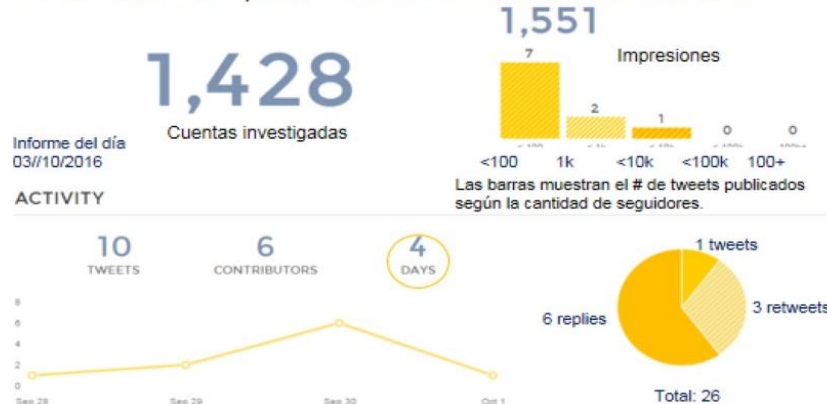 1,551
7
Impresiones
1,428
2
1
0
0
Cuentas investigadas
Informe del día
03//10/2016
<100 1k <10k <100k 100+
Las barras muestran el # de tweets publicados
según la cantidad de seguidores.
ACTIVITY
10
TWEETS
6
CONTRIBUTORS
4
DAYS
1 tweets
3 retweets
6 replies
8
6
4
2
0
Sep 28 Sep 29 Sep 30 Oct 1
Total: 26